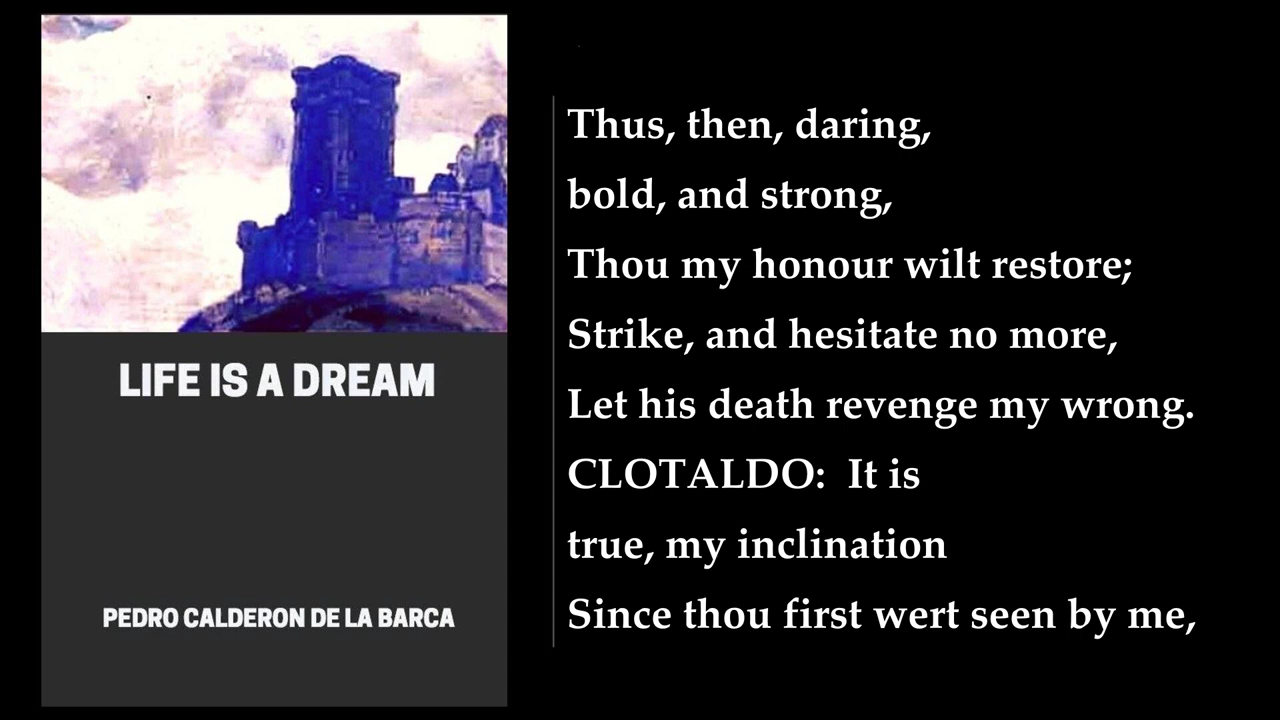 LIFE IS A DREAM
PEDRO CALDERON DE LA BARCA
Thus, then, daring,
bold, and strong,
Thou my honour wilt restore;
Strike, and hesitate no more,
Let his death revenge my wrong.
CLOTALDO:  It is
true, my inclination
Since thou first wert seen by me,